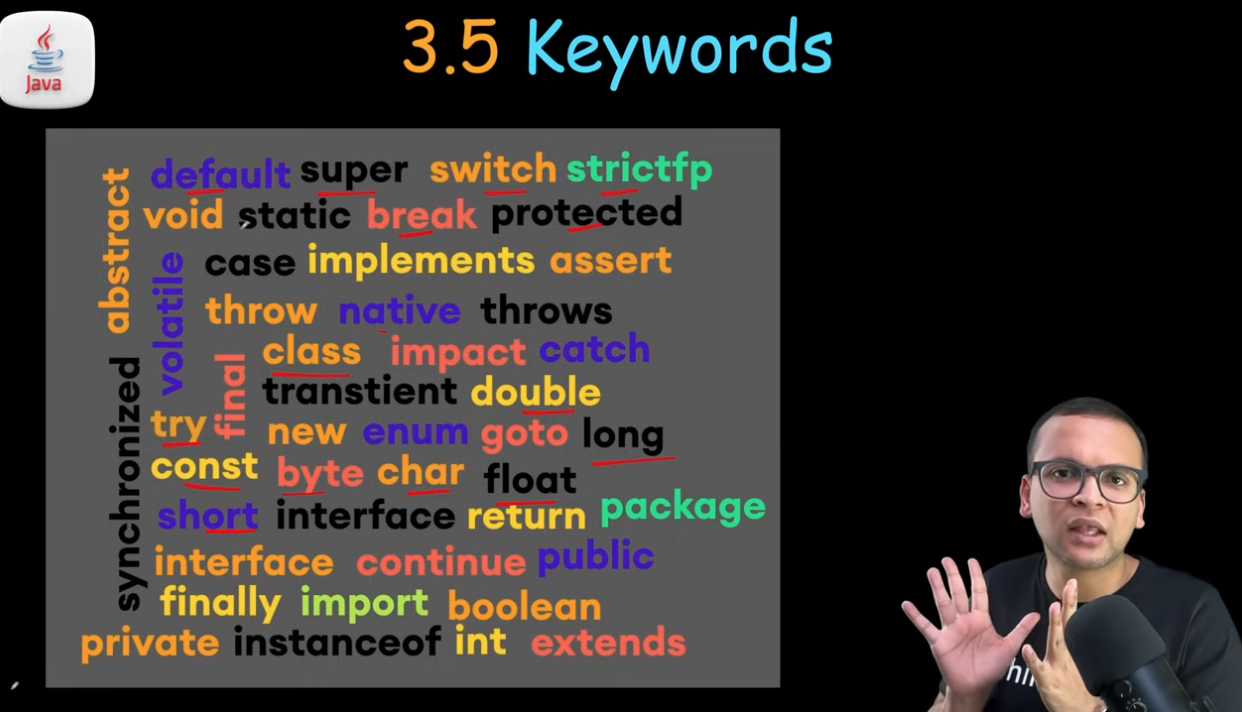 Java
3.5 Keywords
abstract
default super switch strictfp
void static break protected
volatile
case implements assert
throw native throws
class impact catch
final
transtient double
synchronized
try new enum goto long
const byte char float
short interface return package
interface continue public
finally import boolean
private instanceof int extends